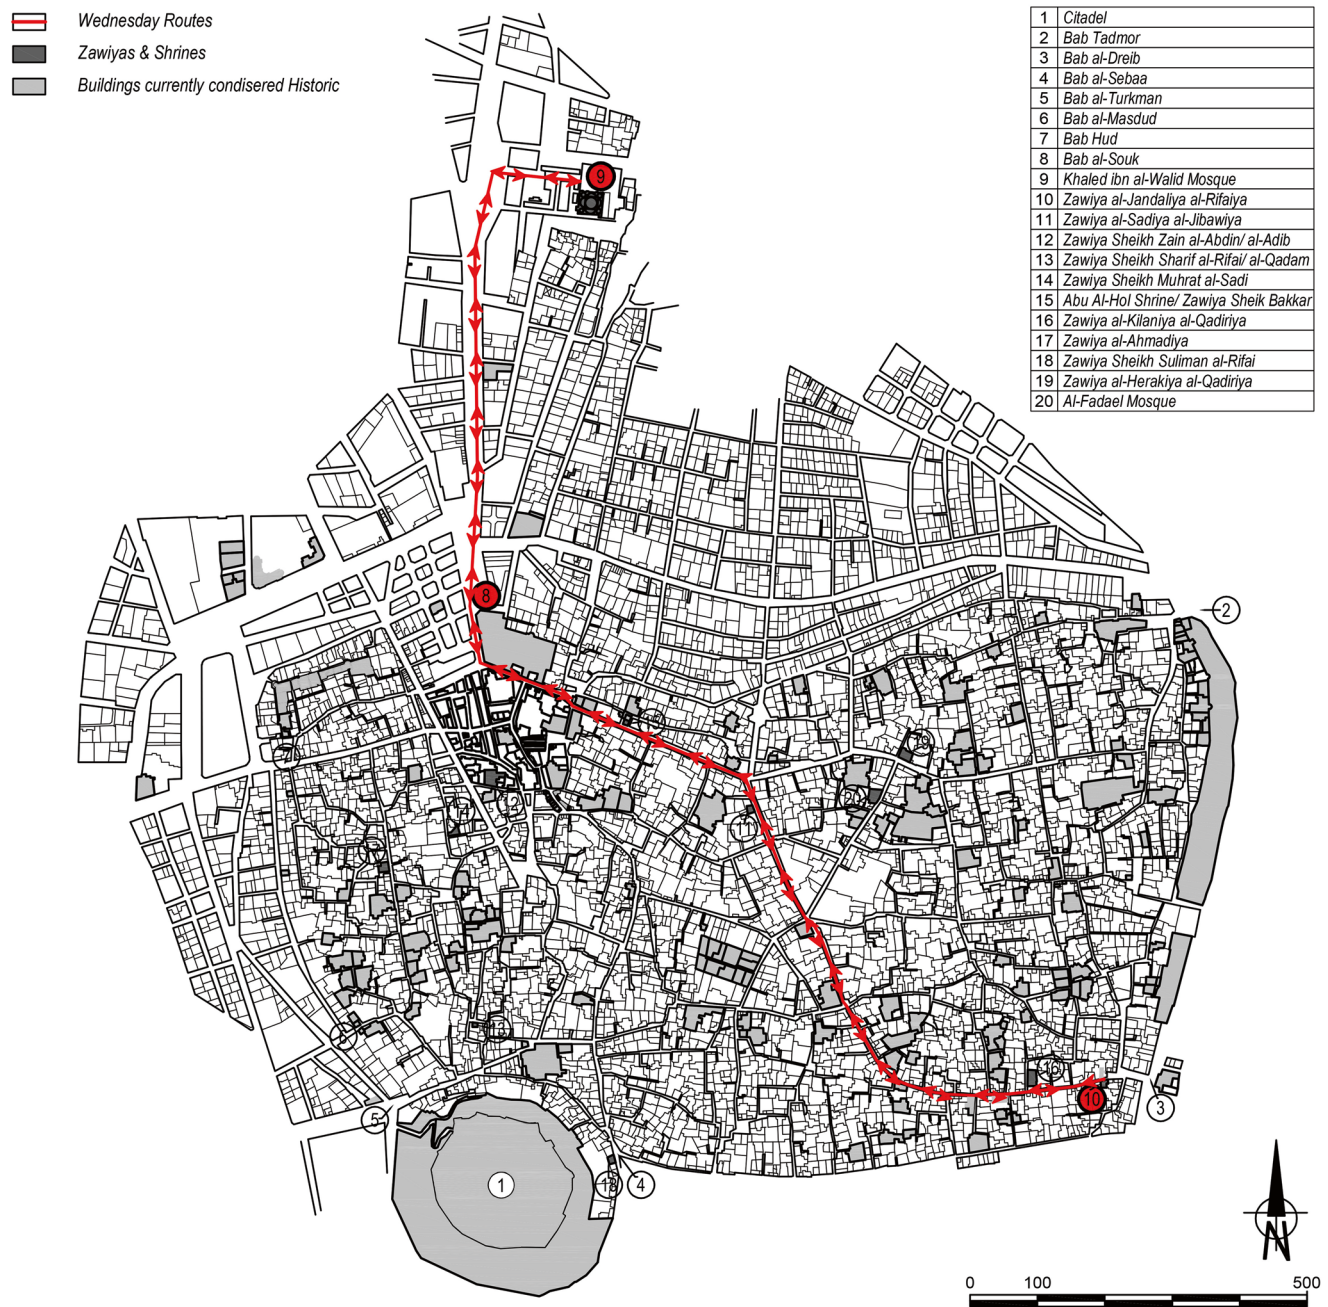 Wednesday Routes
Zawiyas & Shrines
Buildings currently condisered Historic
1 Citadel
2 Bab Tadmor
3 Bab al-Dreib
4 Bab al-Sebaa
5 Bab al-Turkman
6 Bab al-Masdud
7 Bab Hud
8 Bab al-Souk
9 Khaled ibn al-Walid Mosque
10 Zawiya al-Jandaliya al-Rifaiya
11 Zawiya al-Sadiya al-Jibawiya
12 Zawiya Sheikh Zain al-Abdin/ al-Adib
13 Zawiya Sheikh Sharif al-Rifai/ al-Qadam
14 Zawiya Sheikh Muhrat al-Sadi
15 Abu Al-Hol Shrine/ Zawiya Sheik Bakkar
16 Zawiya al-Kilaniya al-Qadiriya
17 Zawiya al-Ahmadiya
18 Zawiya Sheikh Suliman al-Rifai
19 Zawiya al-Herakiya al-Qadiriya
20 Al-Fadael Mosque
9
8
2
7
12
11
6
10
3
5
1
18
4
N
0 100 500